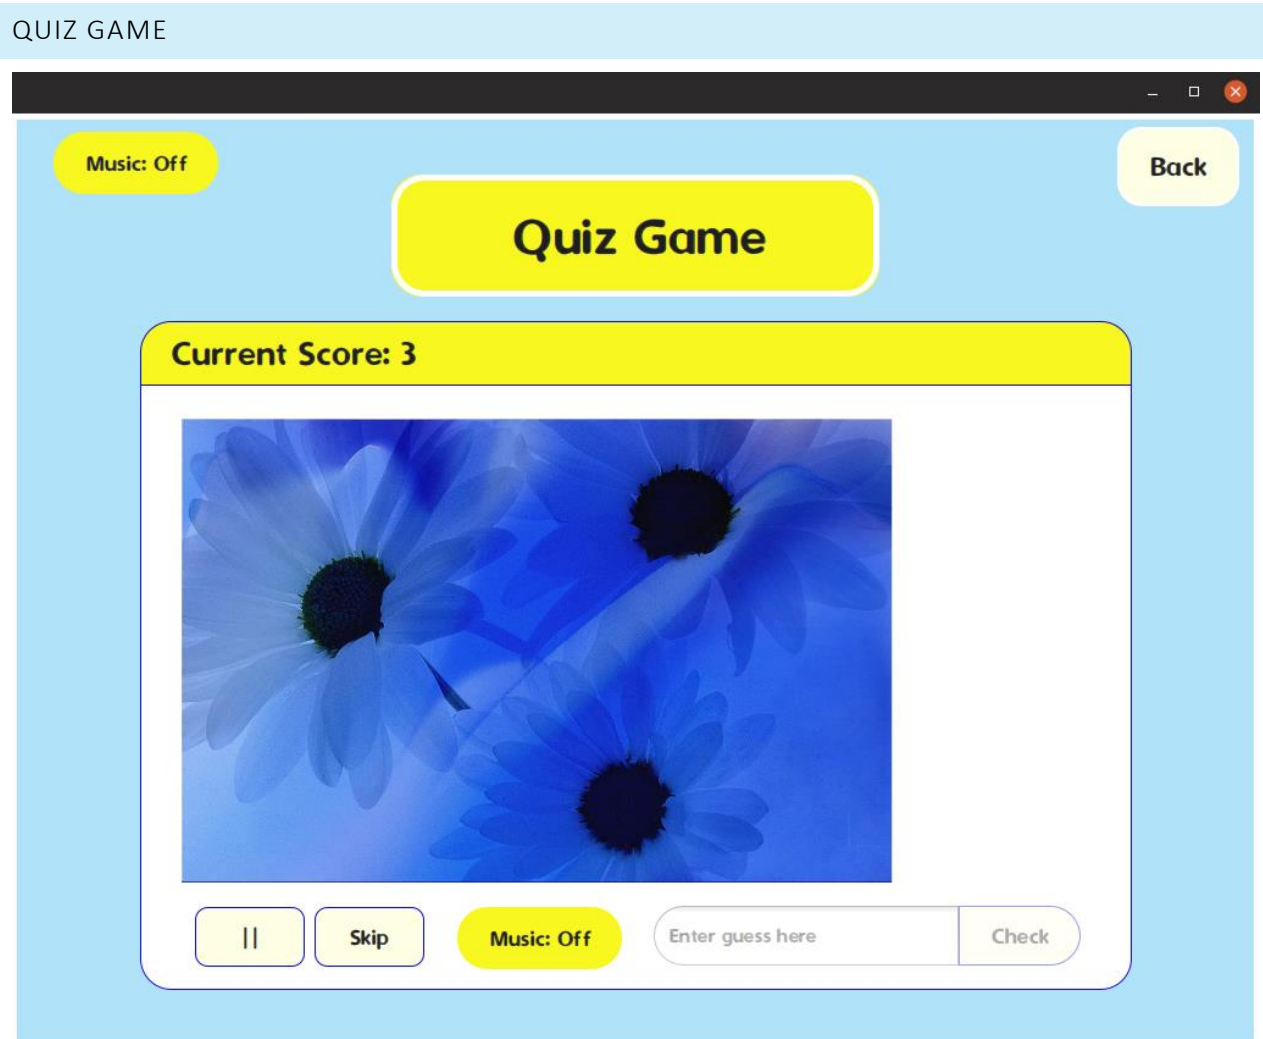 QUIZ GAME
Music: Off
Back
Quiz Game
Current Score: 3
||
Skip
Music: Off
Enter guess here
Check